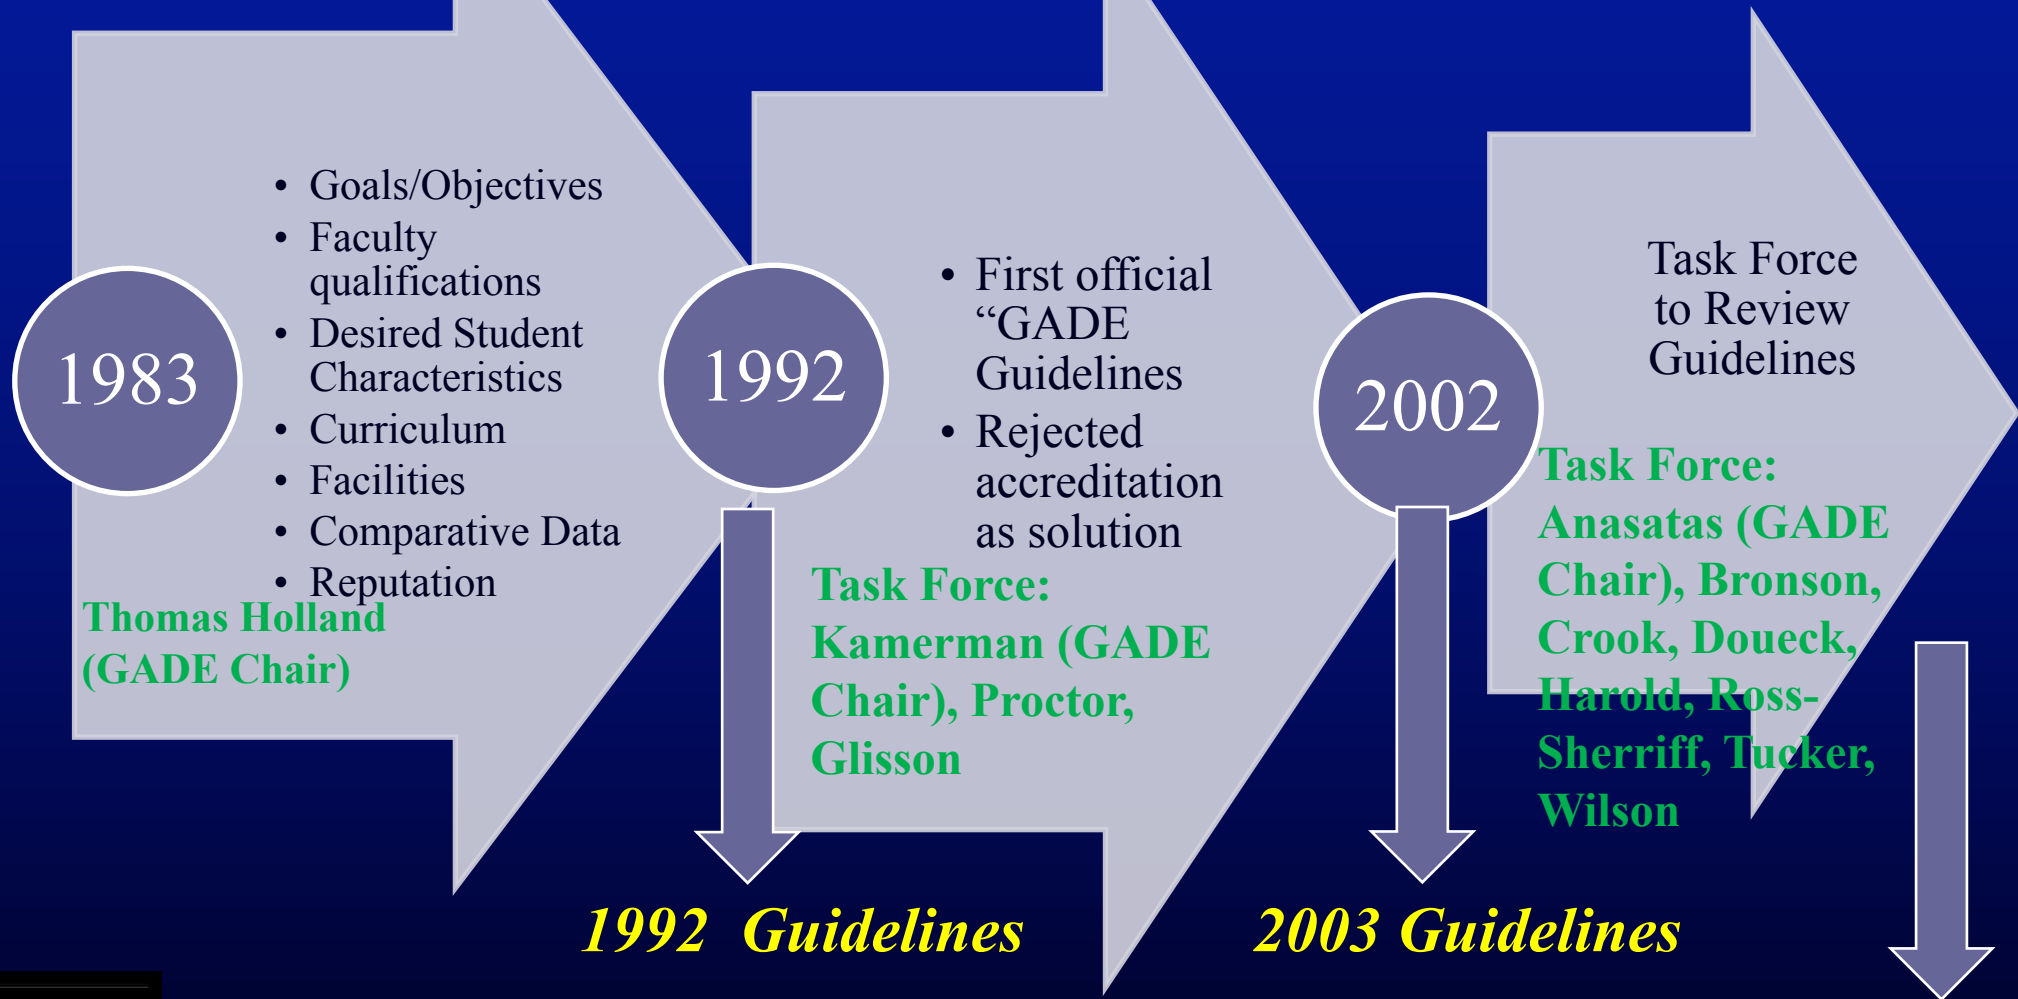 1983
• Goals/Objectives
• Faculty
qualifications
• Desired Student
Characteristics
• Curriculum
• Facilities
• Comparative Data
• Reputation
Thomas Holland
(GADE Chair)
1992
• First official
“GADE
Guidelines
• Rejected
accreditation
as solution
Task Force:
Kamerman (GADE
Chair), Proctor,
Glisson
2002
Task Force
to Review
Guidelines
Task Force:
Anasatas (GADE
Chair), Bronson,
Crook, Doueck,
Harold, Ross-
Sherriff, Tucker,
Wilson
1992 Guidelines
2003 Guidelines